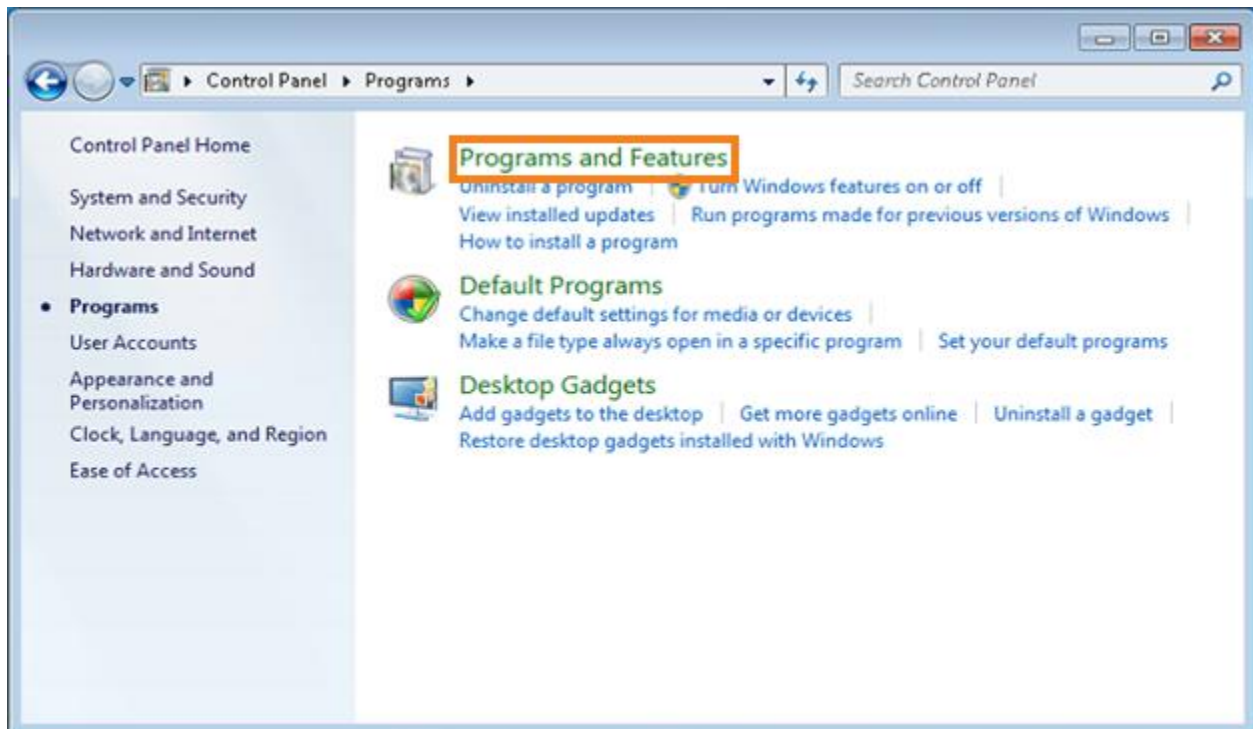 Control Panel Programs
Search Control Panel
Control Panel Home
System and Security
Network and Internet
Hardware and Sound
Programs
User Accounts
Appearance and
Personalization
Clock, Language, and Region
Ease of Access
Programs and Features
Uninstall a program Turn Windows features on or off
View installed updates Run programs made for previous versions of Windows
How to install a program
Default Programs
Change default settings for media or devices
Make a file type always open in a specific program Set your default programs
Desktop Gadgets
Add gadgets to the desktop Get more gadgets online Uninstall a gadget
Restore desktop gadgets installed with Windows